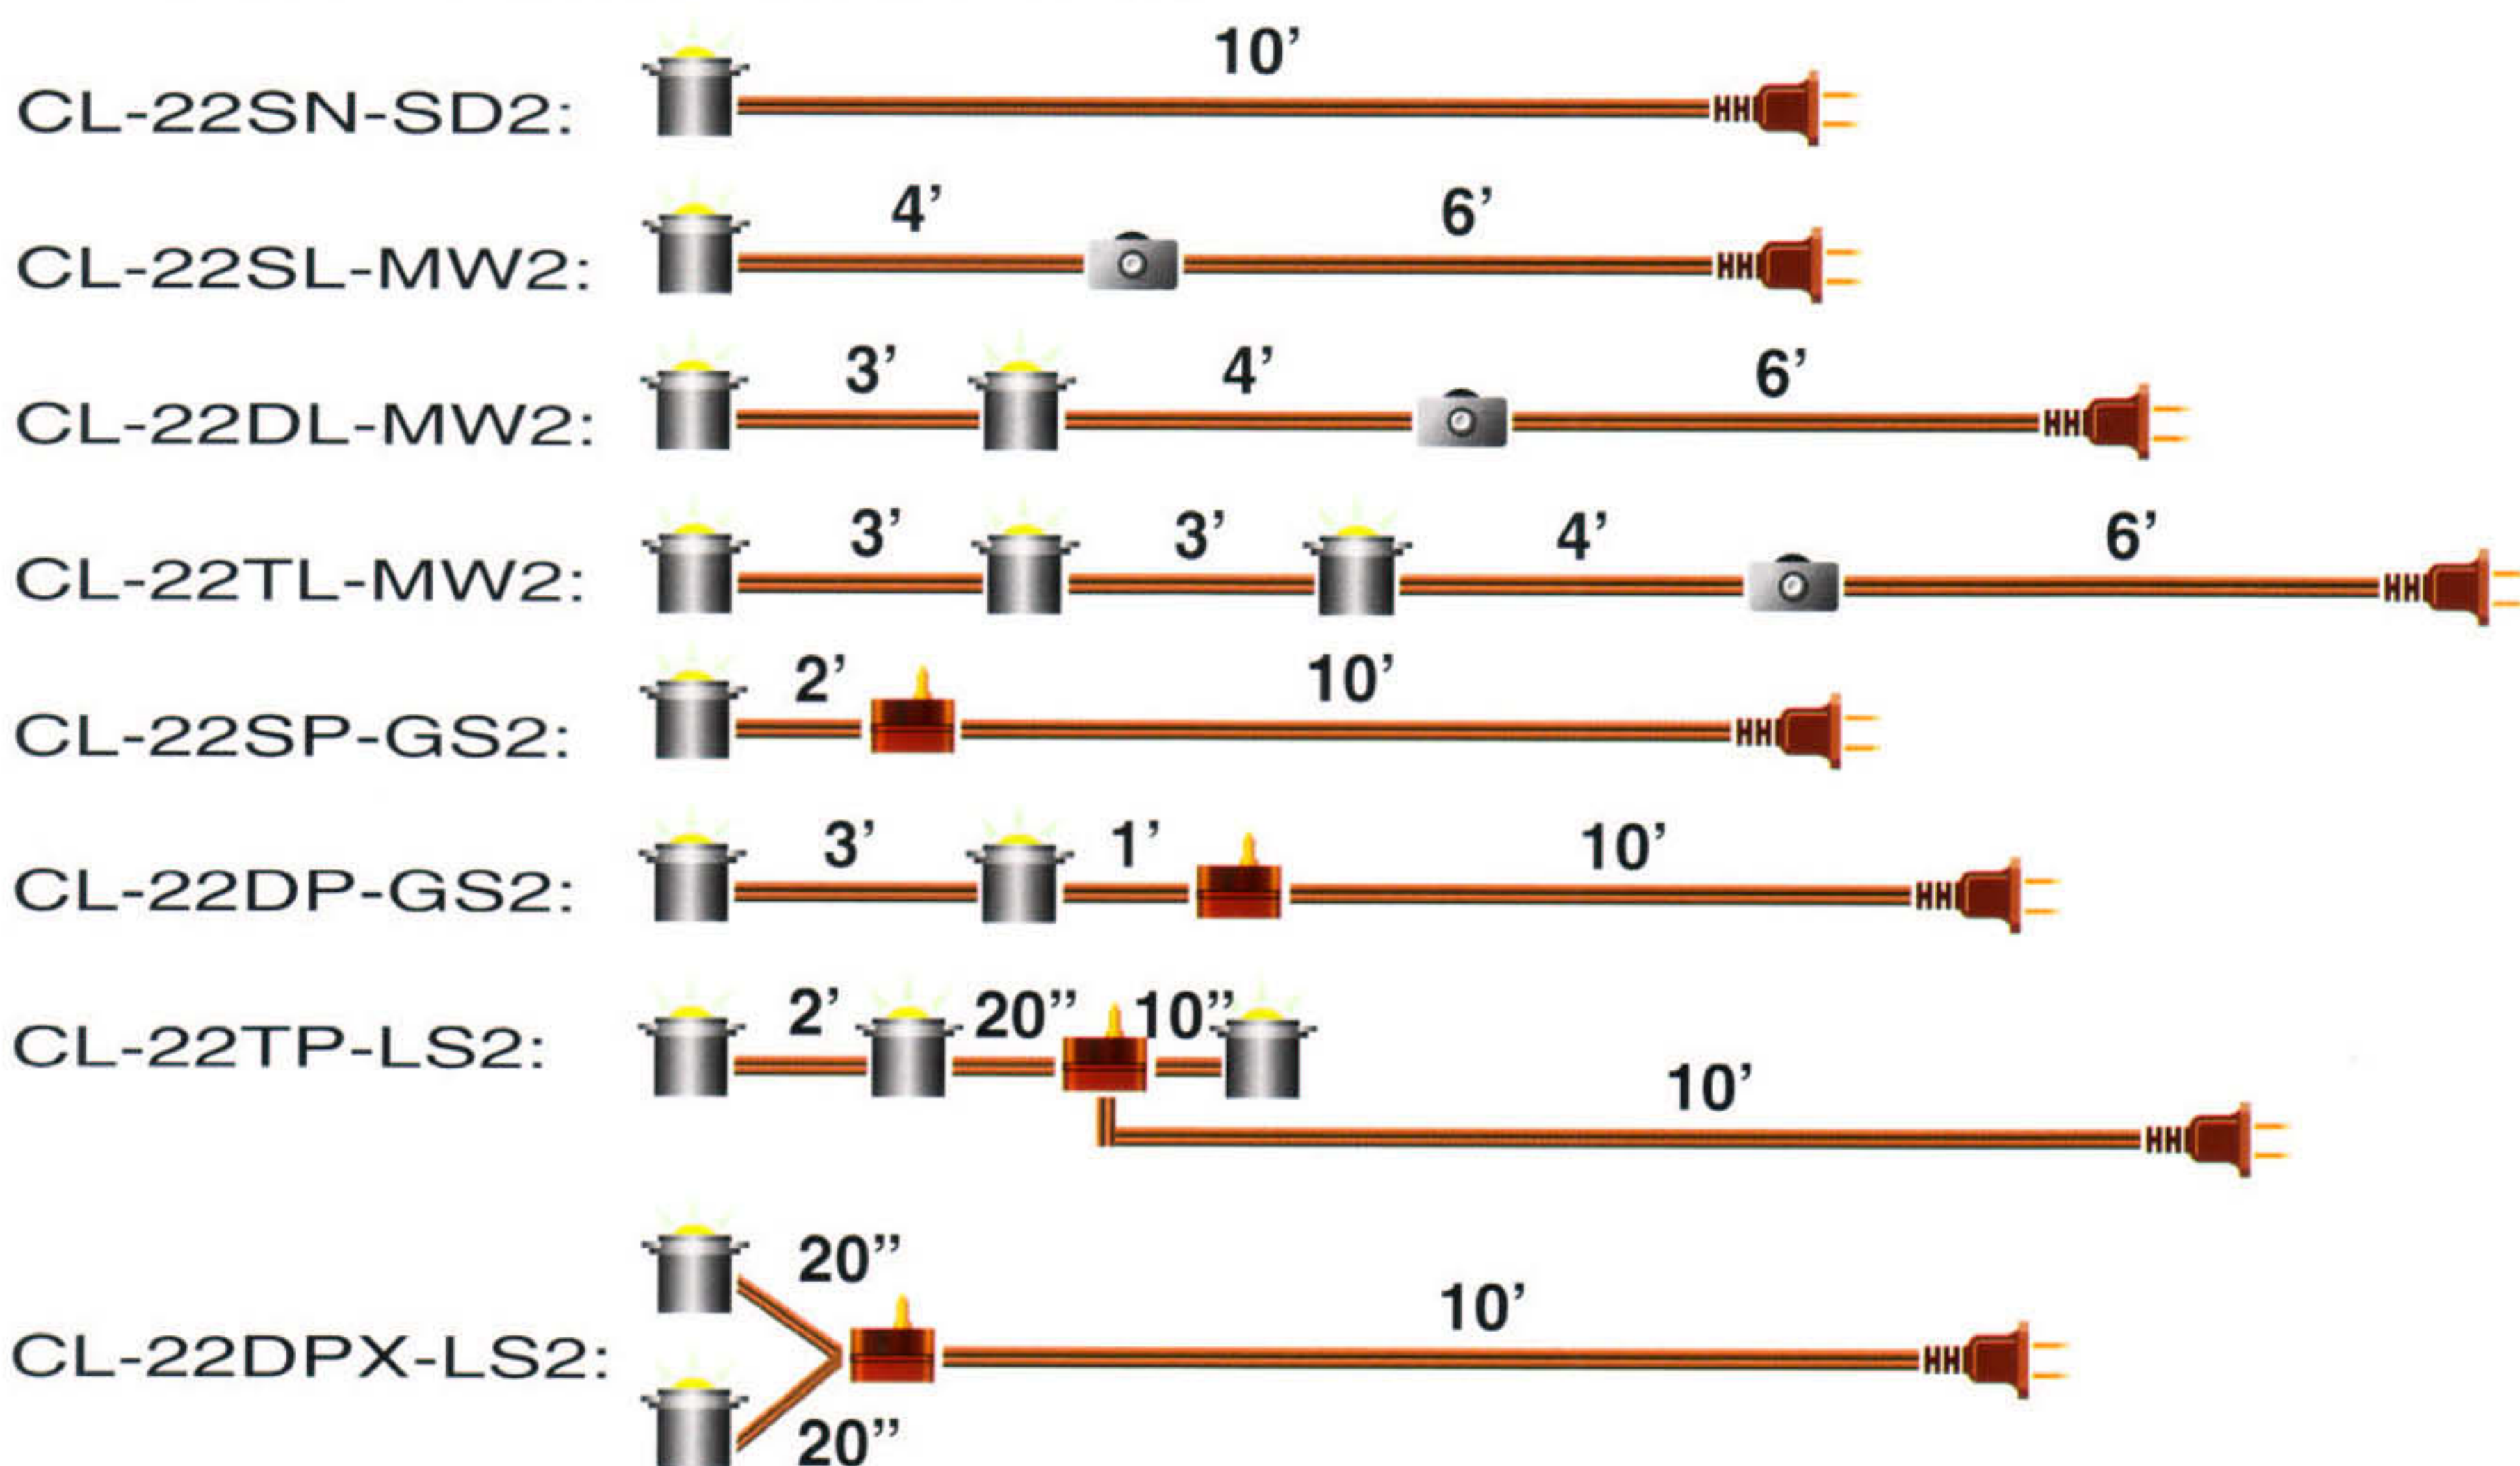 CL-22SN-SD2: 10’
CL-22SL-MW2: 4’ 6’
CL-22DL-MW2: 3’ 4’ 6’
CL-22TL-MW2: 3’ 3’ 4’ 6’
CL-22SP-GS2: 2’ 10’
CL-22DP-GS2: 3’ 1’ 10’
CL-22TP-LS2: 2’ 20” 10”
10’
20”
CL-22DPX-LS2: 10’
20”